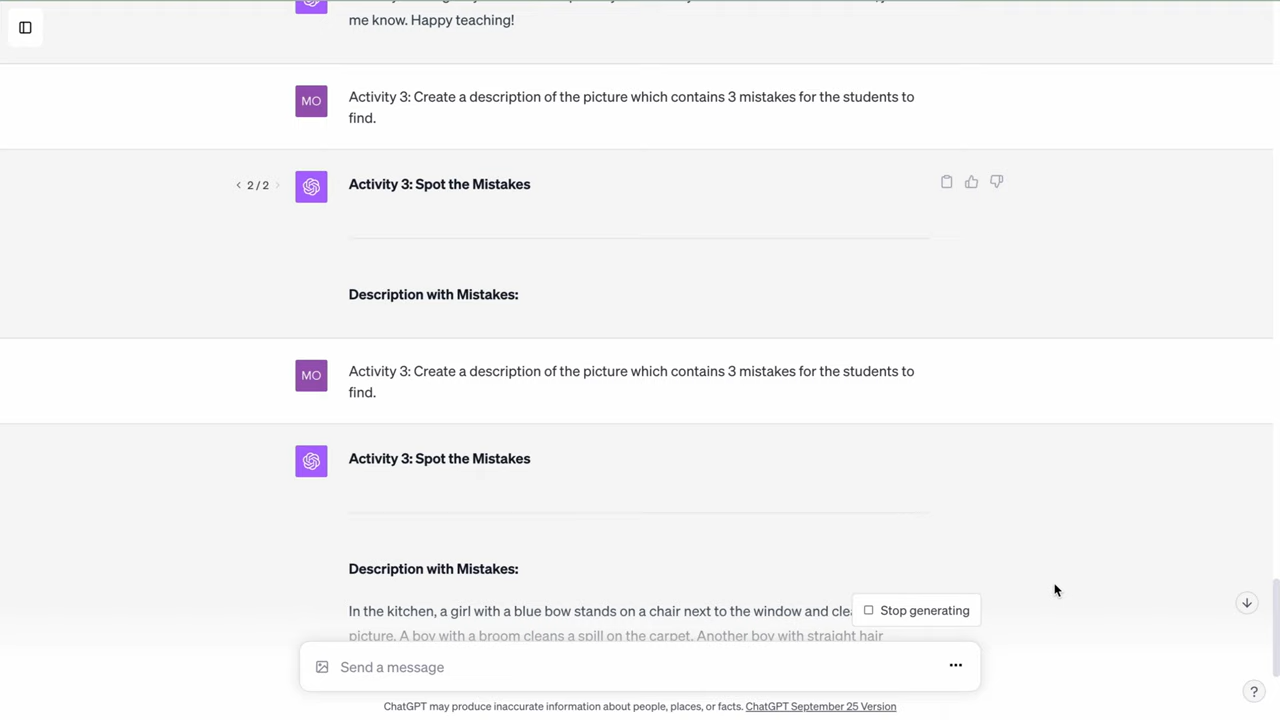 me know. Happy teaching!
MO
Activity 3: Create a description of the picture which contains 3 mistakes for the students to
find.
< 2 / 2 >
Activity 3: Spot the Mistakes
Description with Mistakes:
MO
Activity 3: Create a description of the picture which contains 3 mistakes for the students to
find.
Activity 3: Spot the Mistakes
Description with Mistakes:
In the kitchen, a girl with a blue bow stands on a chair next to the window and
Stop generating
picture. A boy with a broom cleans a spill on the carpet. Another boy with straight hair
Send a message
ChatGPT may produce inaccurate information about people, places, or facts. ChatGPT September 25 Version
?